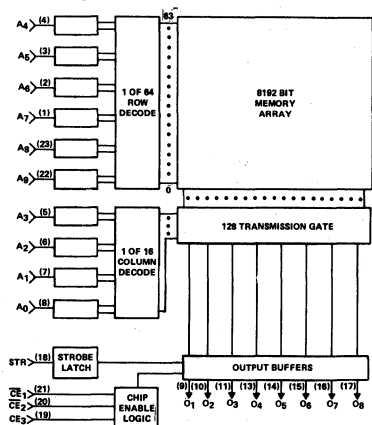 A4 (4)
63
A5 (3)
A6 (2)
A7 (1)
A8 (23)
A9 (22)
1 OF 64
ROW
DECODE
8192 BIT
MEMORY
ARRAY
0
A3 (5)
A2 (6)
A1 (7)
A0 (8)
1 OF 16
COLUMN
DECODE
128 TRANSMISSION GATE
STR (18)
STROBE
LATCH
OUTPUT BUFFERS
(9) (10) (11) (13) (14) (15) (16) (17)
O1 O2 O3 O4 O5 O6 O7 O8
CE1 (21)
CE2 (20)
CE3 (19)
CHIP
ENABLE
LOGIC